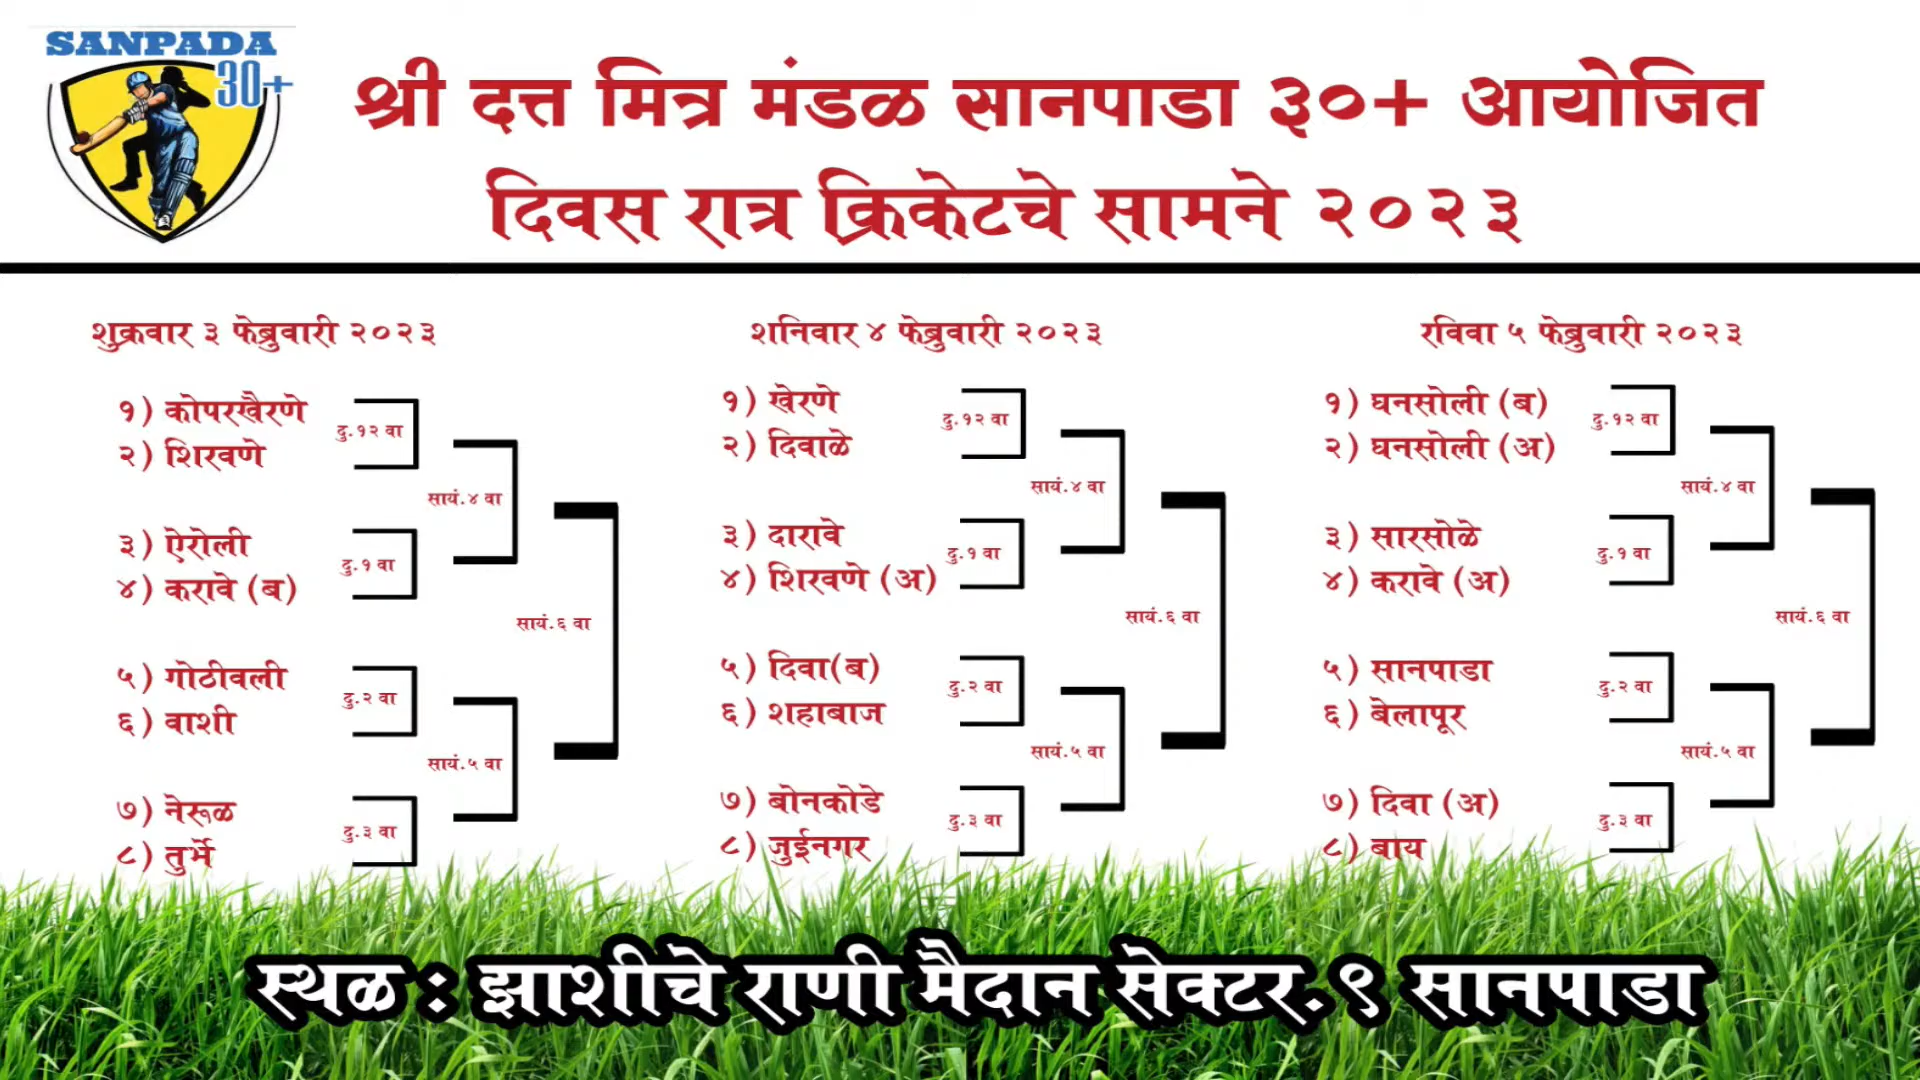 SANPADA
30+
श्री दत्त मित्र मंडळ सानपाडा ३०+ आयोजित
दिवस रात्र क्रिकेटचे सामने २०२३
शुक्रवार ३ फेब्रुवारी २०२३
१) कोपरखैरणे
२) शिरवणे
दु.१२ वा
३) ऐरोली
४) करावे (ब)
दु.१ वा
सायं.४ वा
५) गोठीवली
६) वाशी
दु.२ वा
७) नेरूळ
८) तुर्भे
दु.३ वा
सायं.५ वा
सायं.६ वा
शनिवार ४ फेब्रुवारी २०२३
१) खेरणे
२) दिवाळे
दु.१२ वा
३) दारावे
४) शिरवणे (अ)
दु.१ वा
सायं.४ वा
५) दिवा(ब)
६) शहाबाज
दु.२ वा
७) बोनकोडे
८) जुईनगर
दु.३ वा
सायं.५ वा
सायं.६ वा
रविवा ५ फेब्रुवारी २०२३
१) घनसोली (ब)
२) घनसोली (अ)
दु.१२ वा
३) सारसोळे
४) करावे (अ)
दु.१ वा
सायं.४ वा
५) सानपाडा
६) बेलापूर
दु.२ वा
७) दिवा (अ)
८) बाय
दु.३ वा
सायं.५ वा
सायं.६ वा
स्थळ : झाशीचे राणी मैदान सेक्टर.९ सानपाडा